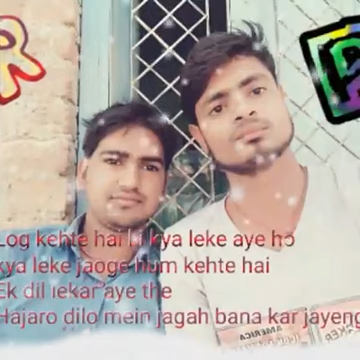 R
Log kehte hai ki kya leke aye ho
kya leke jaoge hum kehte hai
Ek dil lekar aye the
Hajaro dilo mein jagah bana kar jayeng
AMERICA